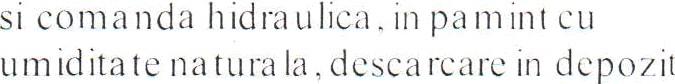 si comanda hidraulica, in pamint cu
umiditate naturala, descarcare in depozit